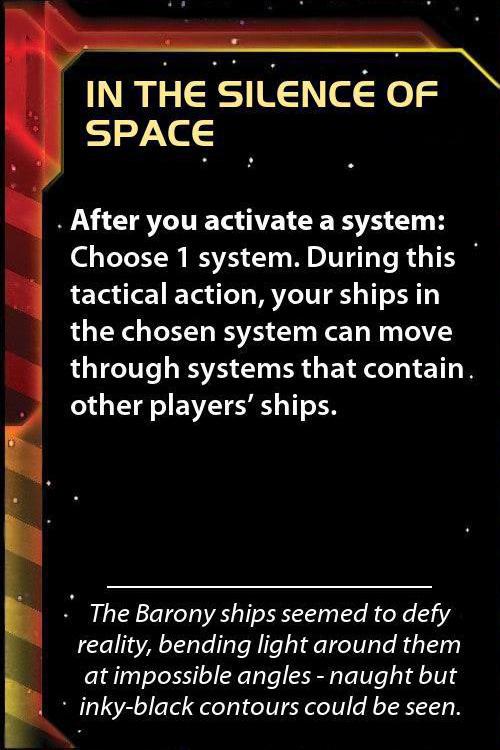 IN THE SILENCE OF
SPACE
After you activate a system:
Choose 1 system. During this
tactical action, your ships in
the chosen system can move
through systems that contain
other players’ ships.
The Barony ships seemed to defy
reality, bending light around them
at impossible angles - naught but
inky-black contours could be seen.